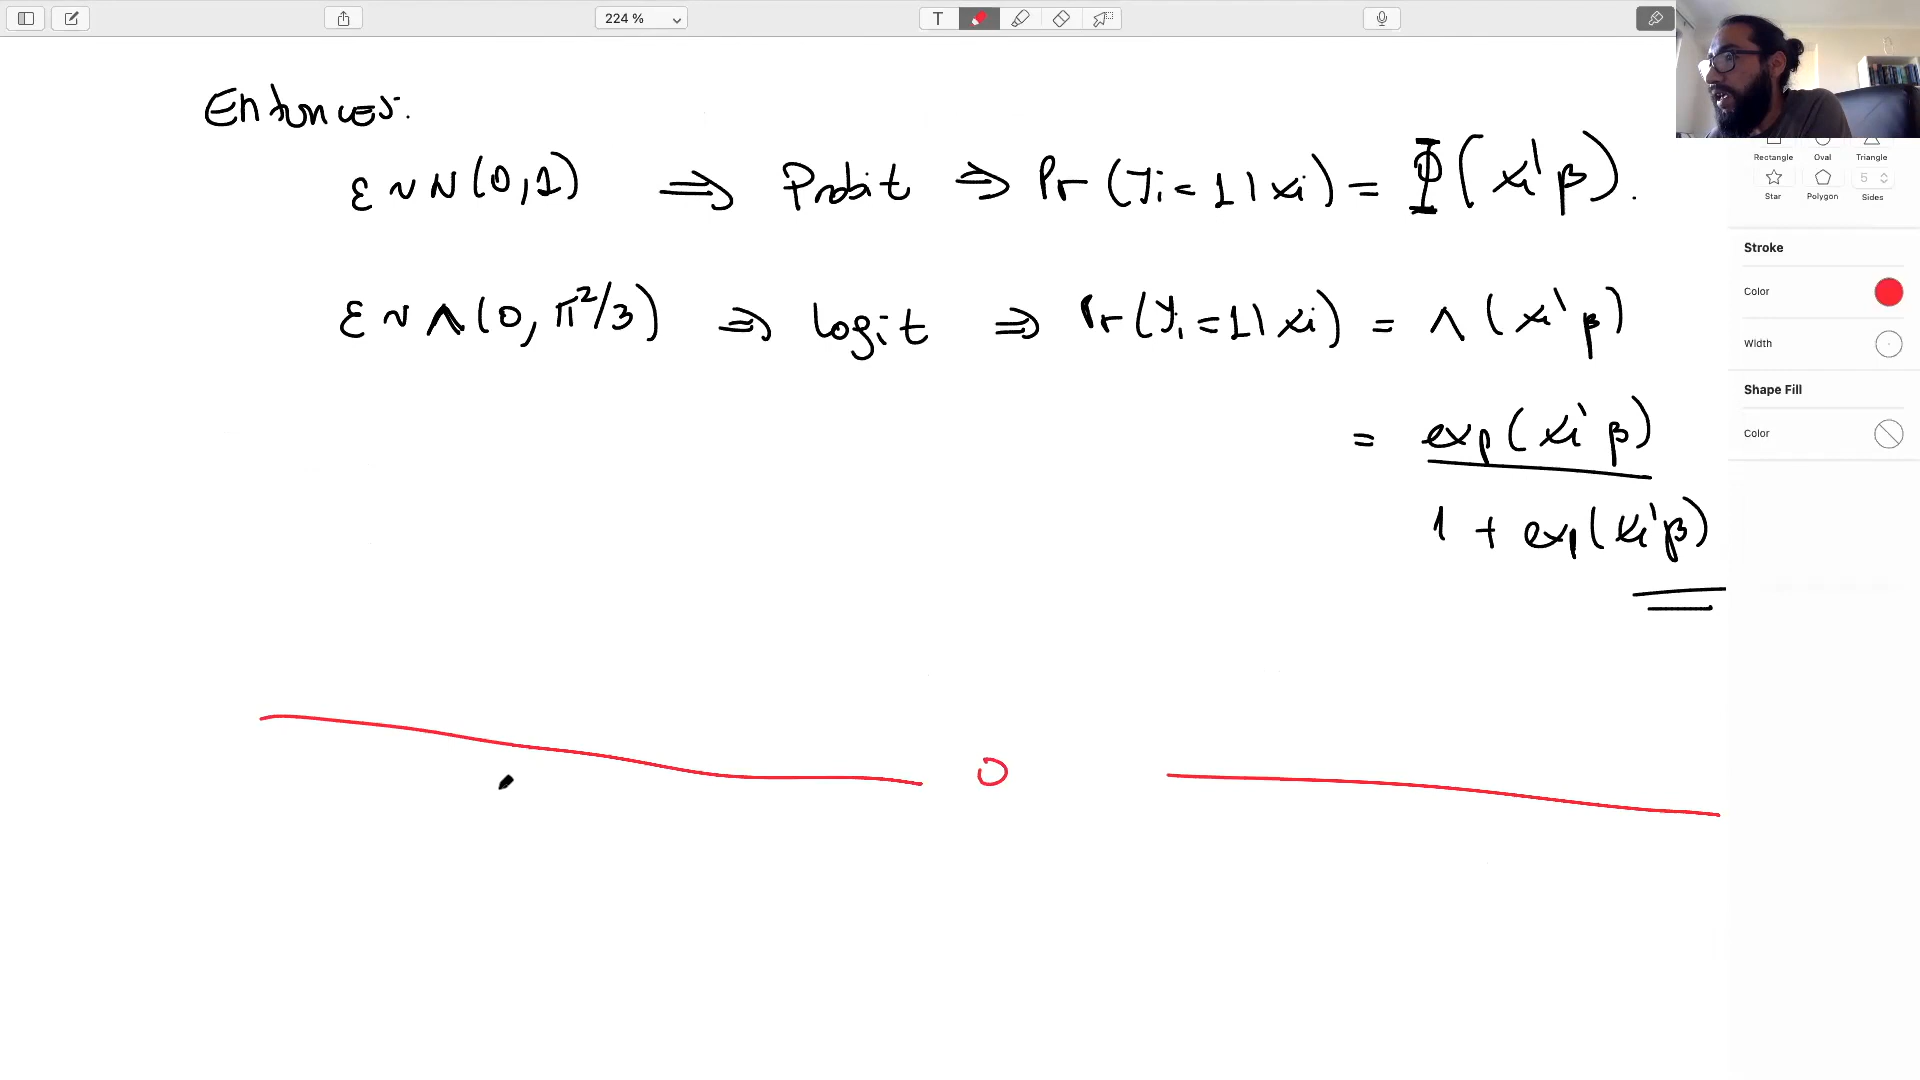 224 %
T
Entonces:
ε ~ N(0,1) ⇒ Probit ⇒ Pr(yi=1|xi) = Φ(xi'β).
ε ~ Λ(0, π²/3) ⇒ logit ⇒ Pr(yi=1|xi) = Λ(xi'β)
= exp(xi'β)
1 + exp(xi'β)
O
Rectangle Oval Triangle
5
Star Polygon Sides
Stroke
Color
Width
Shape Fill
Color